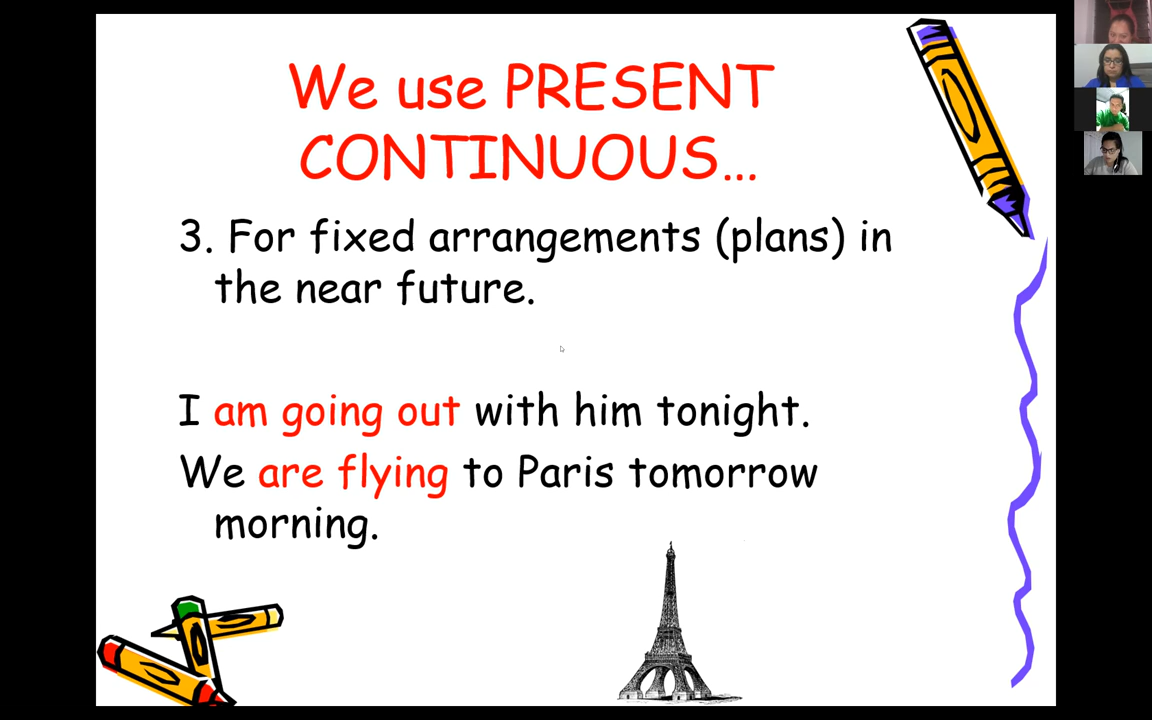 We use PRESENT
CONTINUOUS...
3. For fixed arrangements (plans) in
the near future.
I am going out with him tonight.
We are flying to Paris tomorrow
morning.